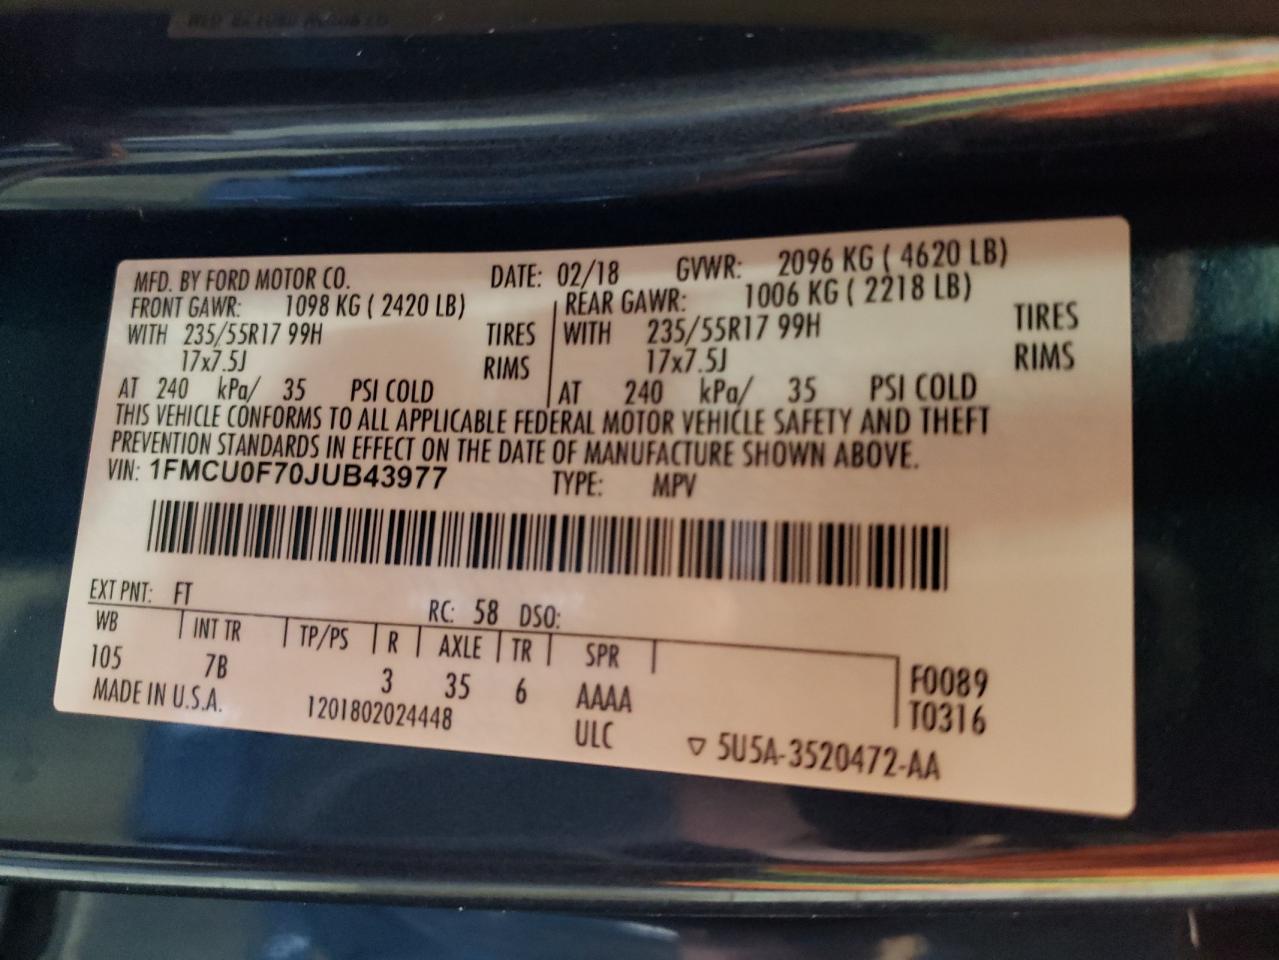 MFD. BY FORD MOTOR CO. DATE: 02/18 GVWR: 2096 KG ( 4620 LB)
FRONT GAWR: 1098 KG ( 2420 LB) REAR GAWR: 1006 KG ( 2218 LB)
WITH 235/55R17 99H TIRES WITH 235/55R17 99H TIRES
17x7.5J RIMS 17x7.5J RIMS
AT 240 kPa/ 35 PSI COLD AT 240 kPa/ 35 PSI COLD
THIS VEHICLE CONFORMS TO ALL APPLICABLE FEDERAL MOTOR VEHICLE SAFETY AND THEFT
PREVENTION STANDARDS IN EFFECT ON THE DATE OF MANUFACTURE SHOWN ABOVE.
VIN: 1FMCU0F70JUB43977 TYPE: MPV
EXT PNT: FT RC: 58 DSO:
WB INT TR TP/PS R AXLE TR SPR
105 7B 3 35 6 AAAA F0089
MADE IN U.S.A. 1201802024448 ULC T0316
5U5A-3520472-AA